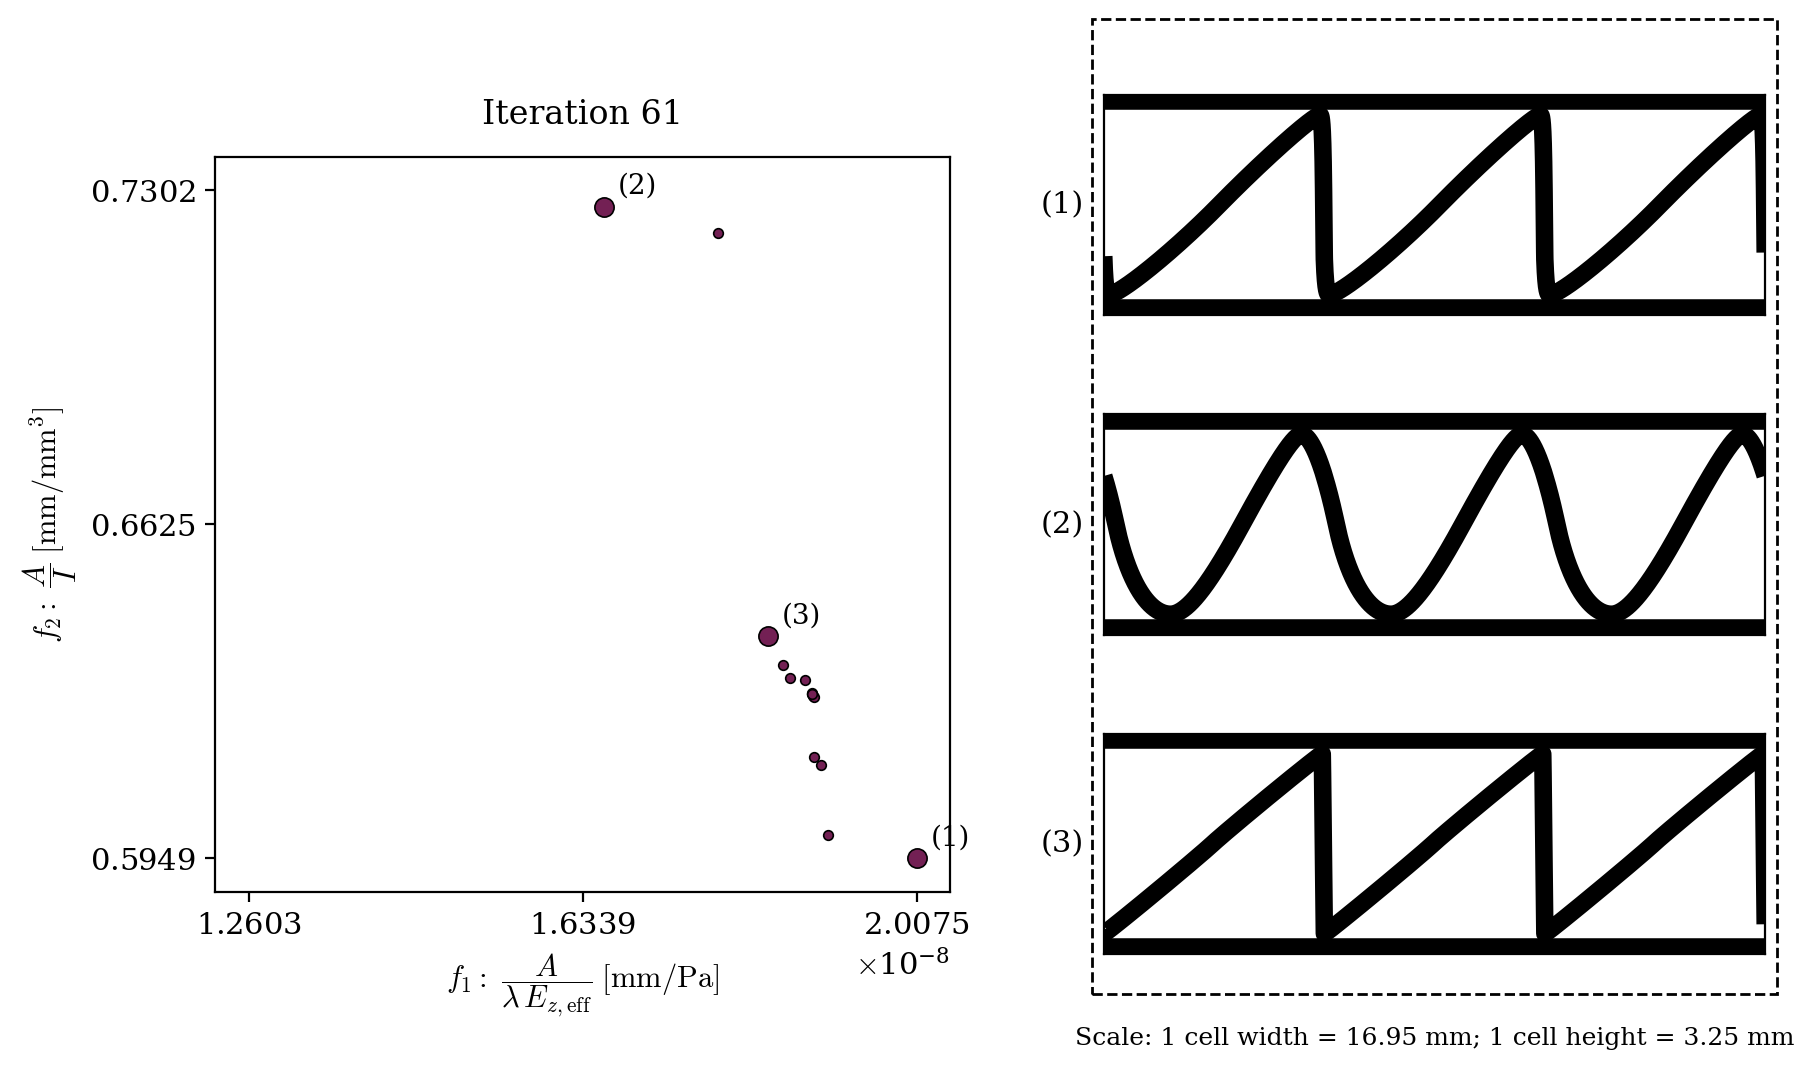 Iteration 61
0.7302
0.6625
0.5949
f₂: A/I [mm/mm³]
(2)
(3)
(1)
1.2603 1.6339 2.0075
×10⁻⁸
f₁: A/(λ E_{z, eff}) [mm/Pa]
(1)
(2)
(3)
Scale: 1 cell width = 16.95 mm; 1 cell height = 3.25 mm